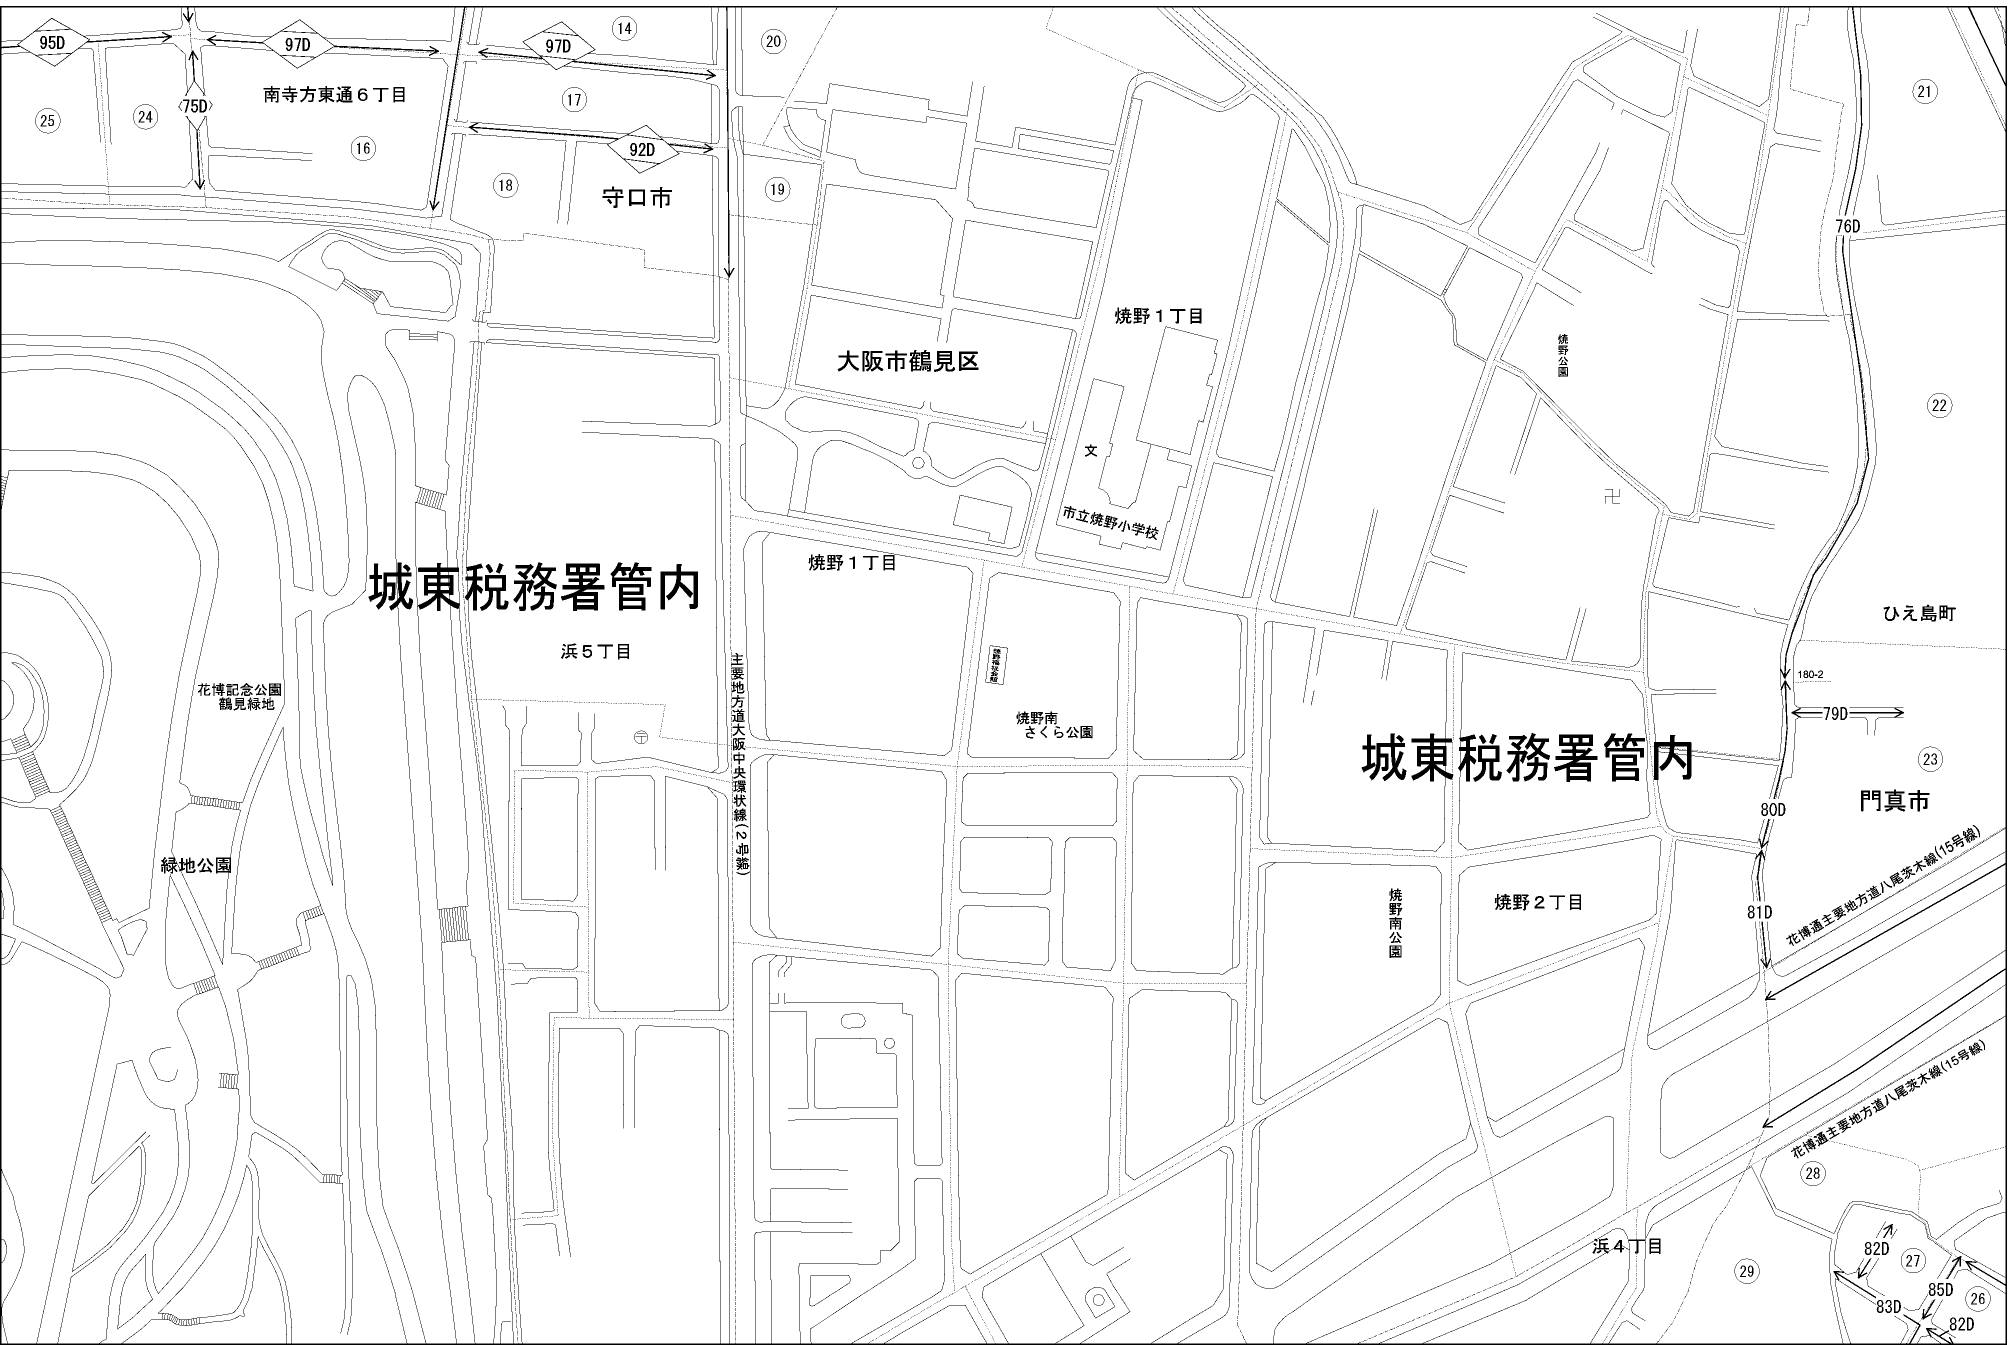 95D
97D
97D
14
20
75D
南寺方東通６丁目
17
21
25
24
16
92D
18
守口市
19
76D
焼野１丁目
大阪市鶴見区
焼野公園
22
文
卍
市立焼野小学校
焼野１丁目
城東税務署管内
浜５丁目
ひえ島町
主要地方道大阪中央環状線(２号線)
180-2
花博記念公園
鶴見緑地
焼野南
さくら公園
79D
〒
城東税務署管内
23
門真市
80D
緑地公園
花博通主要地方道八尾茨木線(15号線)
焼野南公園
焼野２丁目
81D
花博通主要地方道八尾茨木線(15号線)
28
浜４丁目
82D
27
29
83D
85D
26
82D